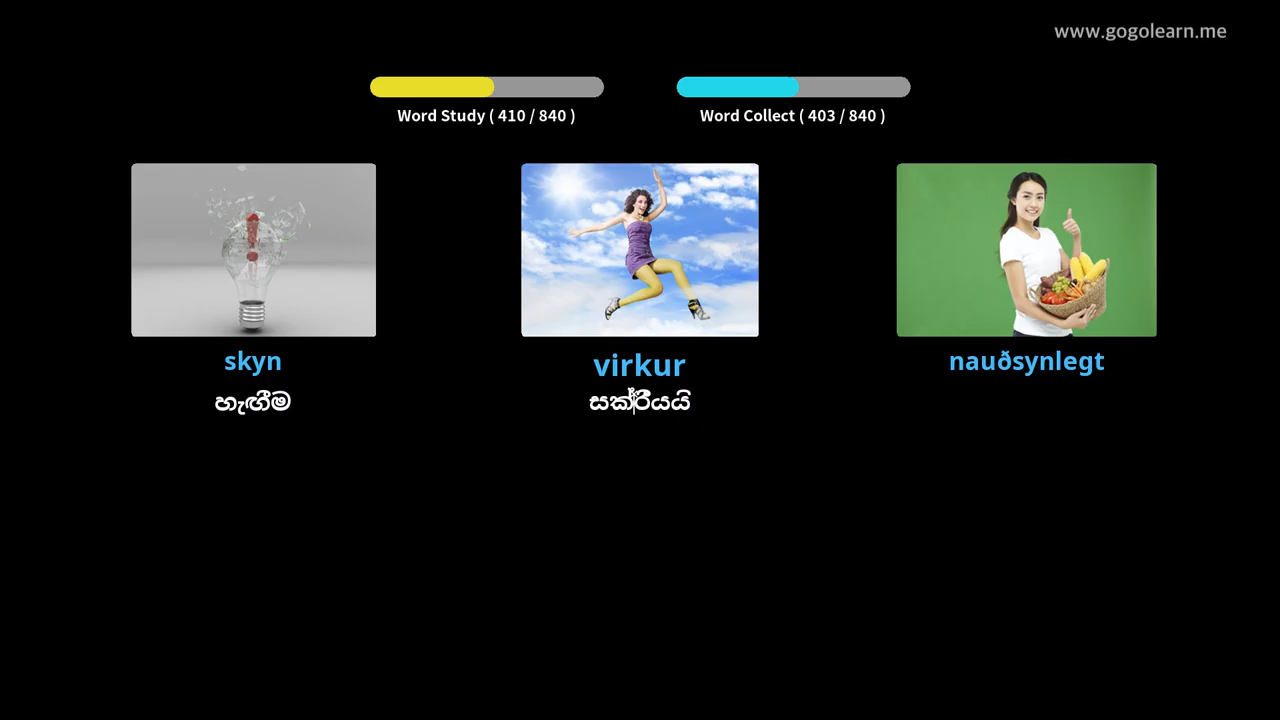 www.gogolearn.me
Word Study ( 410 / 840 )
Word Collect ( 403 / 840 )
skyn
virkur
nauðsynlegt
හැඟීම
සක්රීයයි